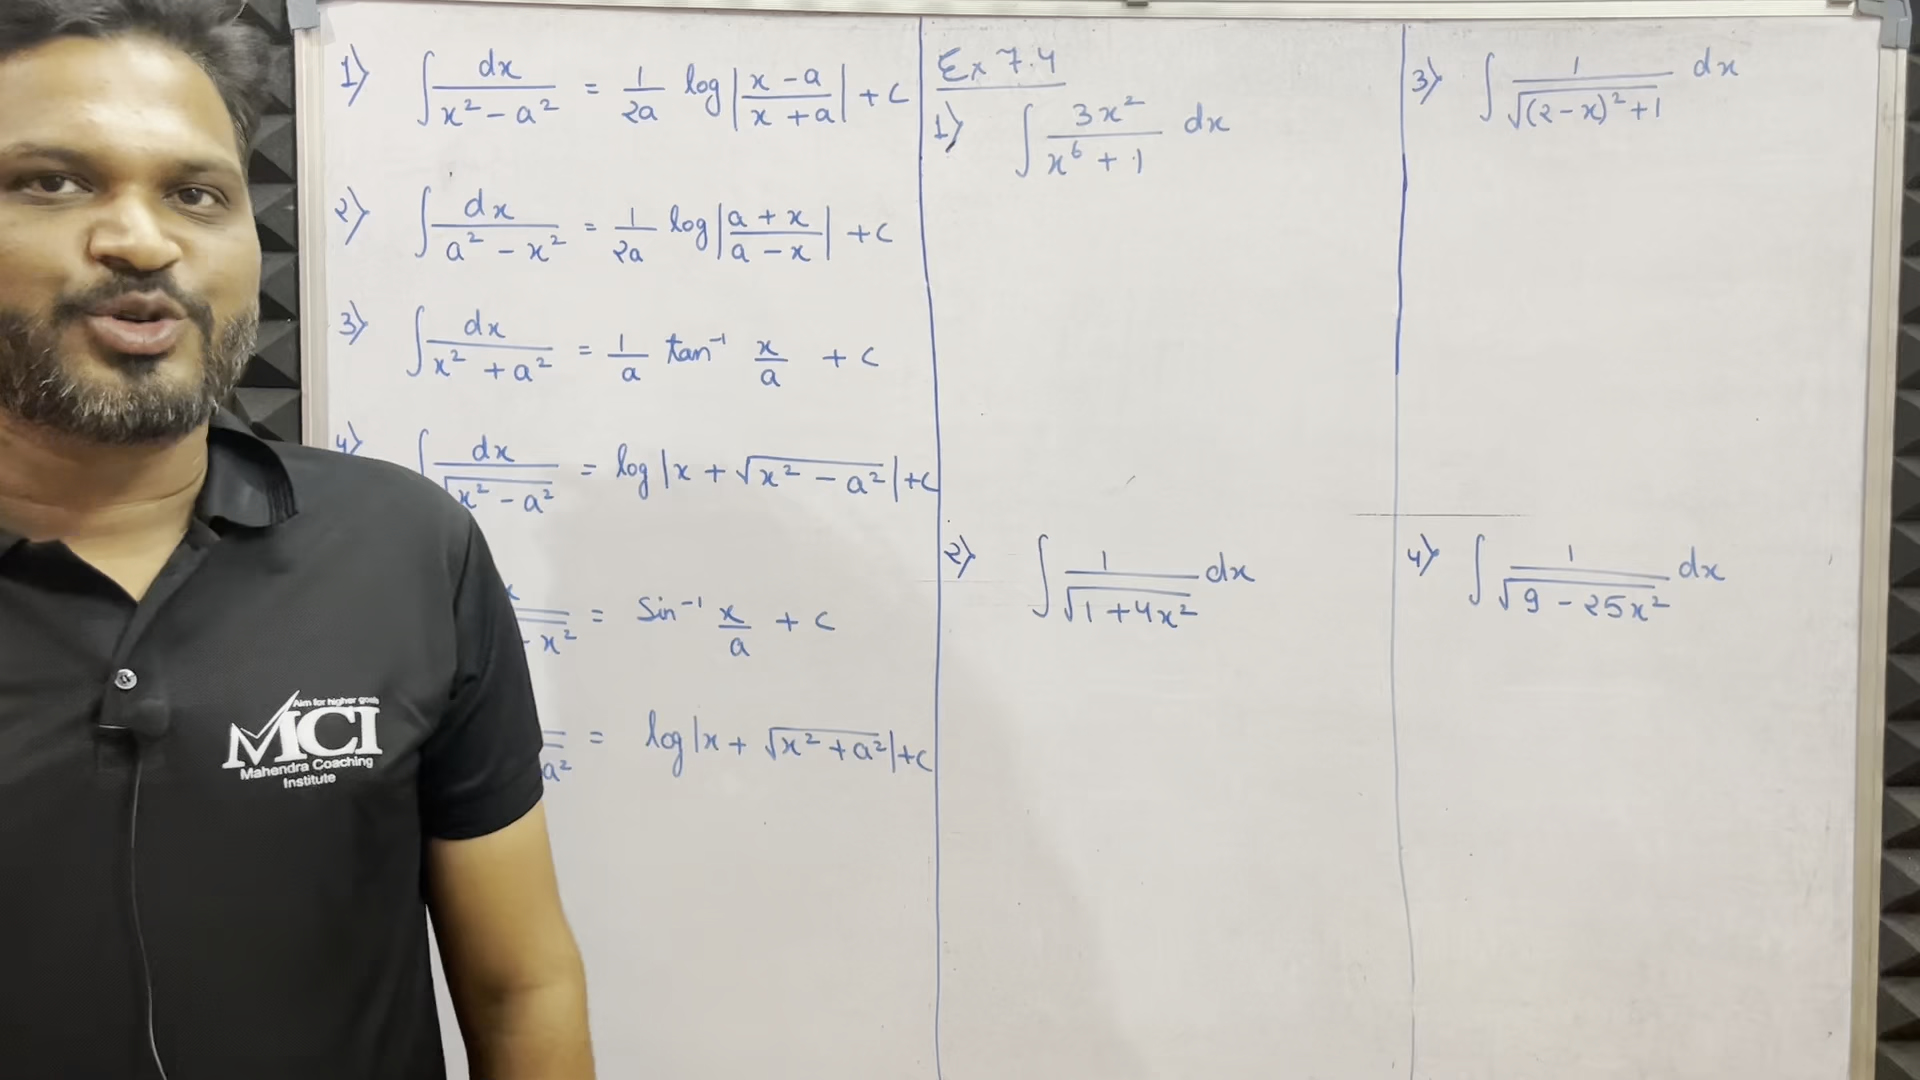 1) ∫ dx / (x² - a²) = 1/2a log | (x - a) / (x + a) | + C
2) ∫ dx / (a² - x²) = 1/2a log | (a + x) / (a - x) | + C
3) ∫ dx / (x² + a²) = 1/a tan⁻¹ x/a + C
4) ∫ dx / √(x² - a²) = log | x + √(x² - a²) | + C
- x² = Sin⁻¹ x/a + C
a² = log | x + √(x² + a²) | + C
Ex 7.4
1) ∫ 3x² / (x⁶ + 1) dx
2) ∫ 1 / √(1 + 4x²) dx
3) ∫ 1 / √((2 - x)² + 1) dx
4) ∫ 1 / √(9 - 25x²) dx
Aim for higher goals
MCI
Mahendra Coaching
Institute